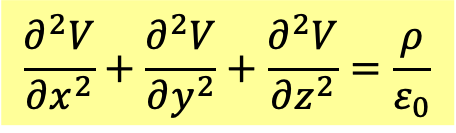 ∂²V/∂x² + ∂²V/∂y² + ∂²V/∂z² = ρ/ε₀